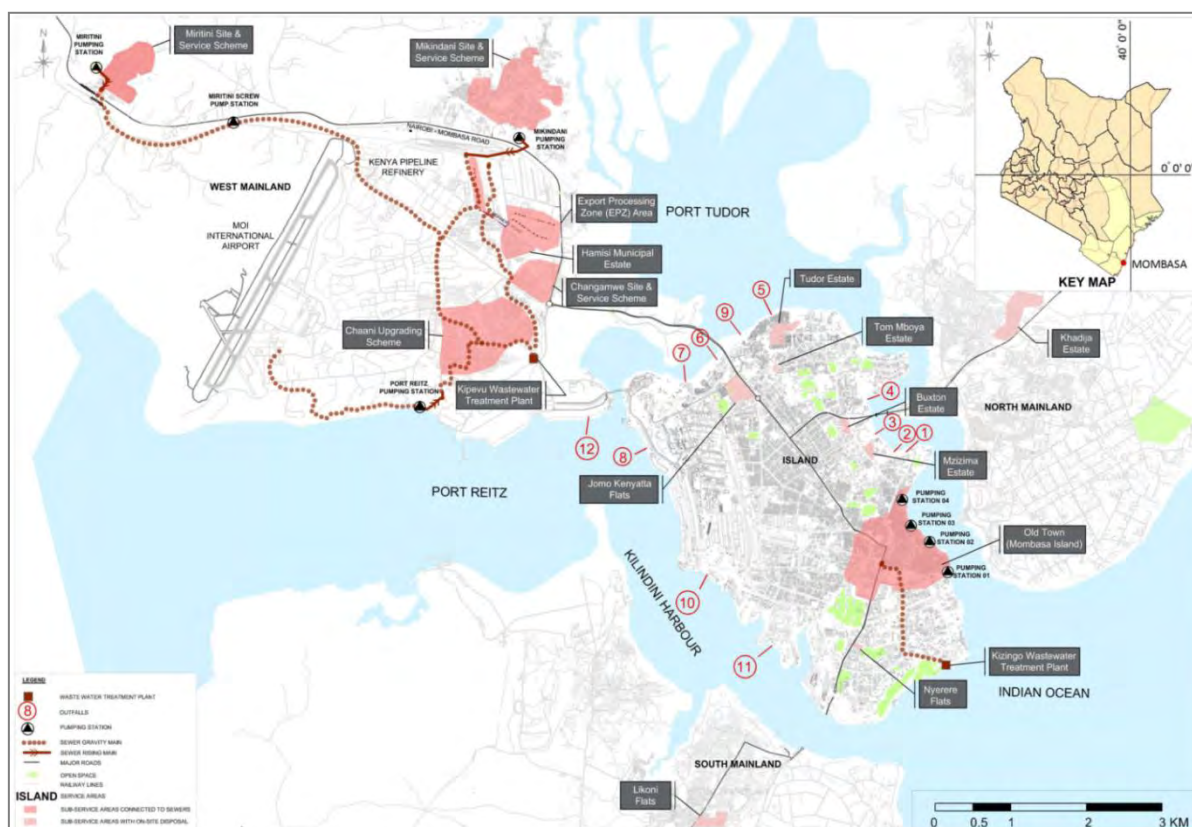 N
MIRITINI
PUMPING
STATION
Miritini Site &
Service Scheme
Mikindani Site &
Service Scheme
MIRITINI SCREW
PUMP STATION
NAIROBI - MOMBASA ROAD
MIKINDANI
PUMPING
STATION
KENYA PIPELINE
REFINERY
WEST MAINLAND
MOI
INTERNATIONAL
AIRPORT
Export Processing
Zone (EPZ) Area
PORT TUDOR
Hamisi Municipal
Estate
Changamwe Site &
Service Scheme
Chaani Upgrading
Scheme
PORT REITZ
PUMPING STATION
Kipevu Wastewater
Treatment Plant
N
40° 0' 0"
0° 0' 0"
MOMBASA
KEY MAP
Tudor Estate
5
9
6
7
Tom Mboya
Estate
Khadija
Estate
4
Buxton
Estate
NORTH MAINLAND
3
2
1
ISLAND
12
8
Jomo Kenyatta
Flats
Mzizima
Estate
PORT REITZ
PUMPING
STATION 04
PUMPING
STATION 03
PUMPING
STATION 02
Old Town
(Mombasa Island)
PUMPING
STATION 01
KILINDINI HARBOUR
10
11
Kizingo Wastewater
Treatment Plant
Nyerere
Flats
INDIAN OCEAN
SOUTH MAINLAND
Likoni
Flats
LEGEND
WASTE WATER TREATMENT PLANT
8
OUTFALLS
PUMPING STATION
SEWER GRAVITY MAIN
SEWER RISING MAIN
MAJOR ROADS
OPEN SPACE
RAILWAY LINES
ISLAND SERVICE AREAS
SUB-SERVICE AREAS CONNECTED TO SEWERS
SUB-SERVICE AREAS WITH ON-SITE DISPOSAL
0 0.5 1 2 3 KM